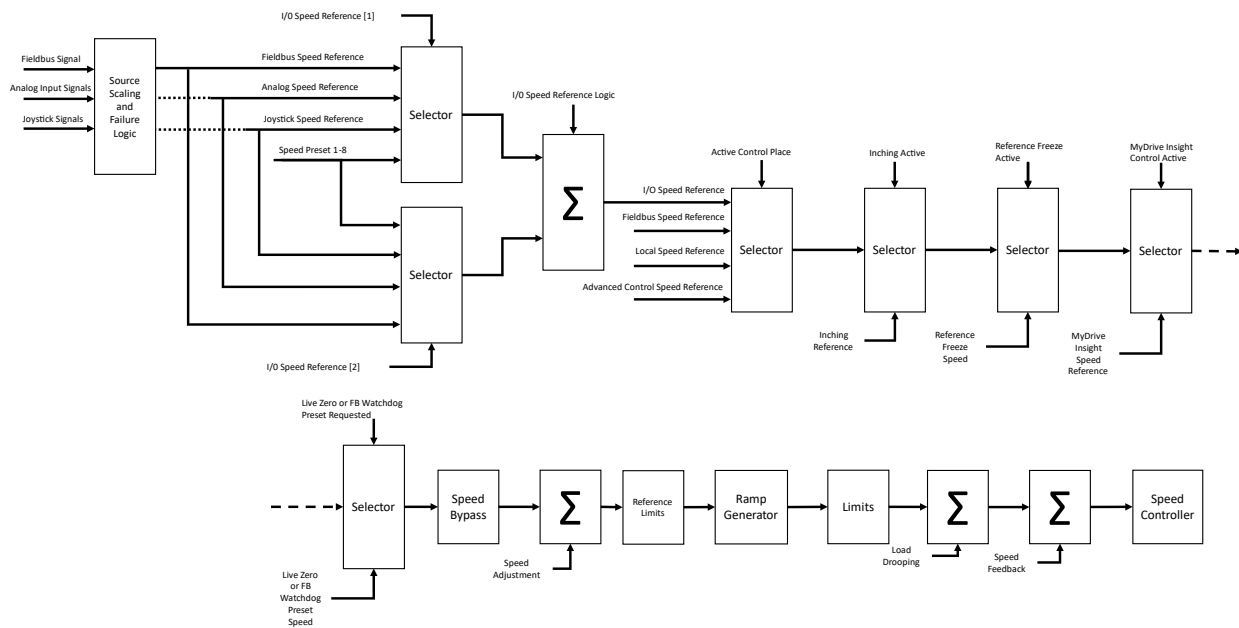 I/0 Speed Reference [1]
Fieldbus Signal
Analog Input Signals
Joystick Signals
Source
Scaling
and
Failure
Logic
Fieldbus Speed Reference
Analog Speed Reference
Joystick Speed Reference
Speed Preset 1-8
Selector
I/0 Speed Reference Logic
Σ
Selector
I/0 Speed Reference [2]
Active Control Place
I/O Speed Reference
Fieldbus Speed Reference
Local Speed Reference
Advanced Control Speed Reference
Selector
Inching Active
Selector
Inching
Reference
Reference Freeze
Active
Selector
Reference
Freeze
Speed
MyDrive Insight
Control Active
Selector
MyDrive
Insight
Speed
Reference
Live Zero or FB Watchdog
Preset Requested
Selector
Live Zero
or FB
Watchdog
Preset
Speed
Speed
Bypass
Σ
Speed
Adjustment
Reference
Limits
Ramp
Generator
Limits
Σ
Load
Drooping
Σ
Speed
Feedback
Speed
Controller